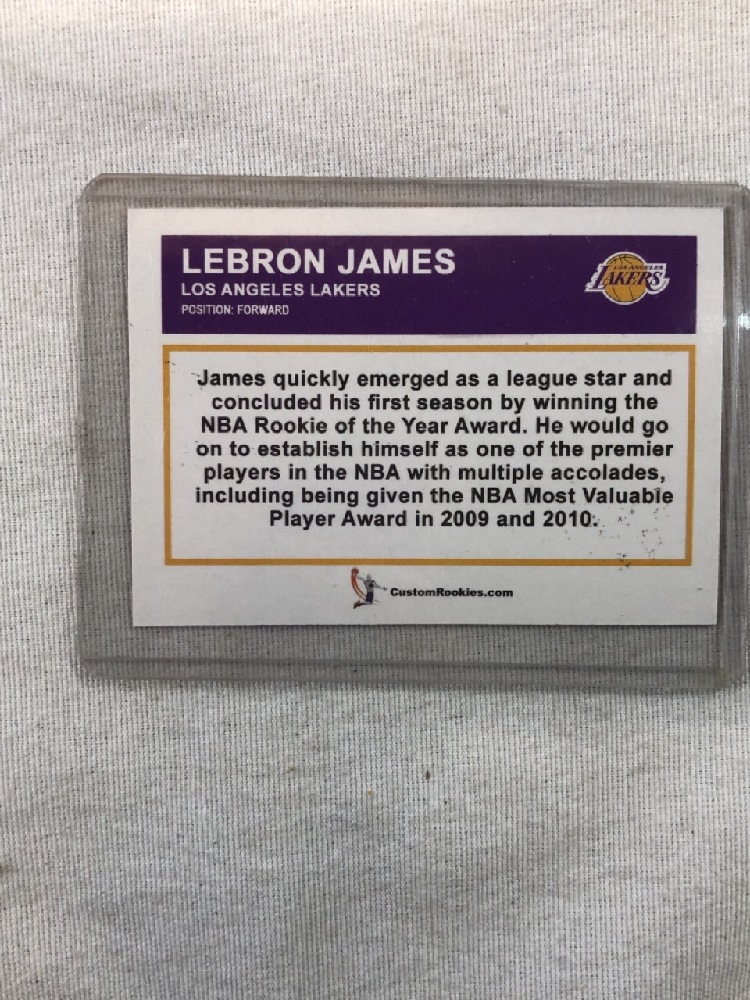 LEBRON JAMES
LOS ANGELES LAKERS
POSITION: FORWARD
LOS ANGELES
LAKERS
James quickly emerged as a league star and
concluded his first season by winning the
NBA Rookie of the Year Award. He would go
on to establish himself as one of the premier
players in the NBA with multiple accolades,
including being given the NBA Most Valuable
Player Award in 2009 and 2010.
CustomRookies.com